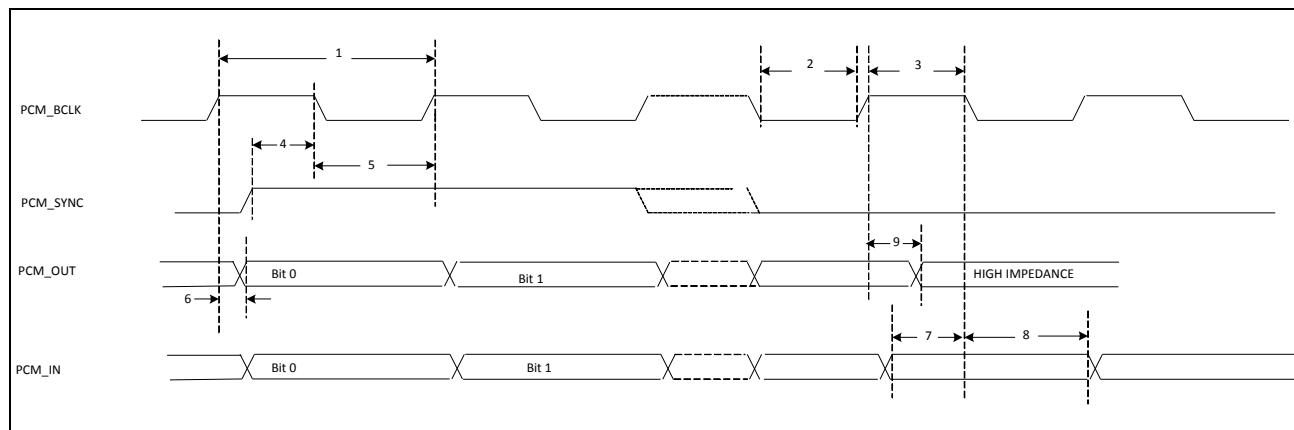 1
2
3
PCM_BCLK
4
5
PCM_SYNC
9
PCM_OUT
Bit 0
Bit 1
HIGH IMPEDANCE
6
7
8
PCM_IN
Bit 0
Bit 1